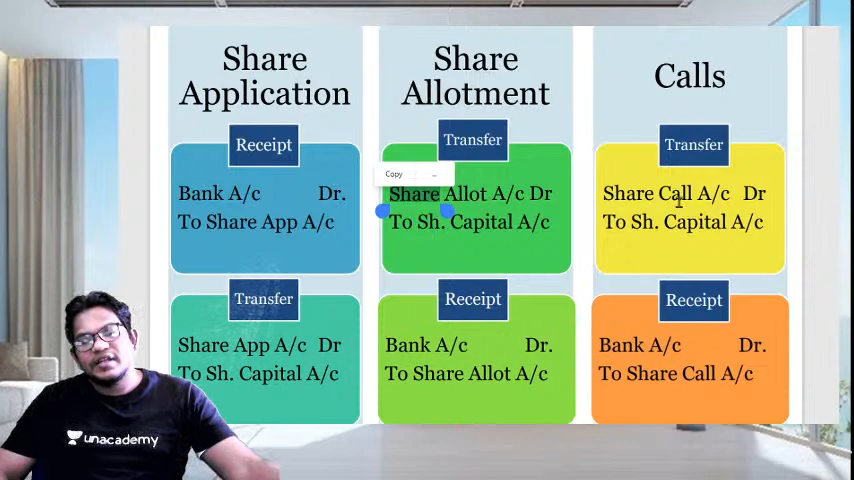 Share
Application
Receipt
Bank A/c Dr.
To Share App A/c
Transfer
Share App A/c Dr
To Sh. Capital A/c
Share
Allotment
Transfer
Copy ...
Share Allot A/c Dr
To Sh. Capital A/c
Receipt
Bank A/c Dr.
To Share Allot A/c
Calls
Transfer
Share Call A/c Dr
To Sh. Capital A/c
Receipt
Bank A/c Dr.
To Share Call A/c
unacademy